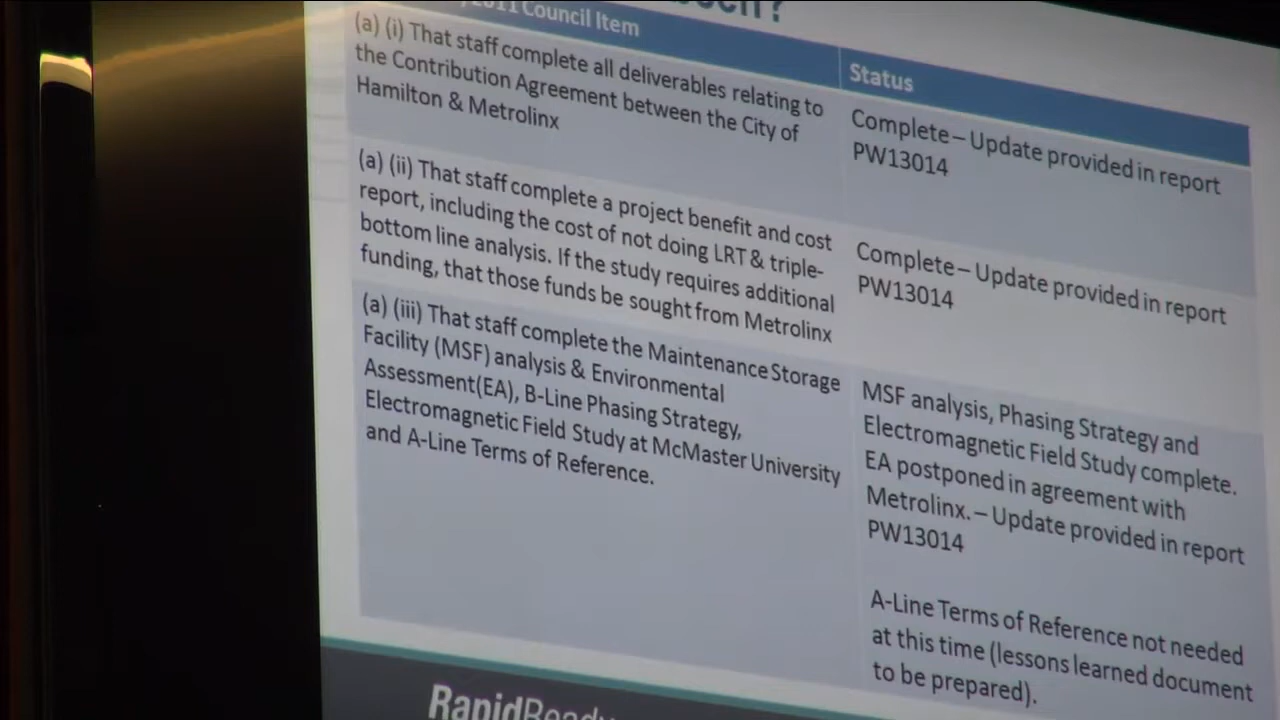 Council Item
Status
(a) (i) That staff complete all deliverables relating to
the Contribution Agreement between the City of
Hamilton & Metrolinx
Complete – Update provided in report
PW13014
(a) (ii) That staff complete a project benefit and cost
report, including the cost of not doing LRT & triple-
bottom line analysis. If the study requires additional
funding, that those funds be sought from Metrolinx
Complete – Update provided in report
PW13014
(a) (iii) That staff complete the Maintenance Storage
Facility (MSF) analysis & Environmental
Assessment(EA), B-Line Phasing Strategy,
Electromagnetic Field Study at McMaster University
and A-Line Terms of Reference.
MSF analysis, Phasing Strategy and
Electromagnetic Field Study complete.
EA postponed in agreement with
Metrolinx. – Update provided in report
PW13014
A-Line Terms of Reference not needed
at this time (lessons learned document
to be prepared).
Rapid